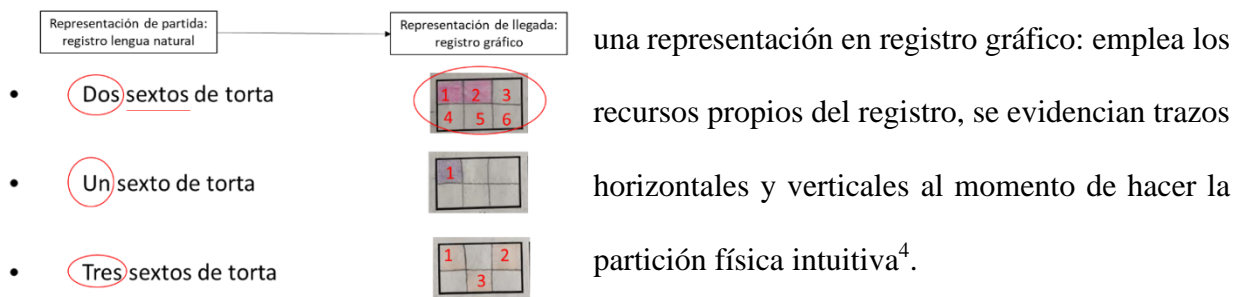 Representación de partida:
registro lengua natural
Representación de llegada:
registro gráfico
• Dos sextos de torta
1 2 3
4 5 6
• Un sexto de torta
1
• Tres sextos de torta
1 2
3
una representación en registro gráfico: emplea los
recursos propios del registro, se evidencian trazos
horizontales y verticales al momento de hacer la
partición física intuitiva⁴.